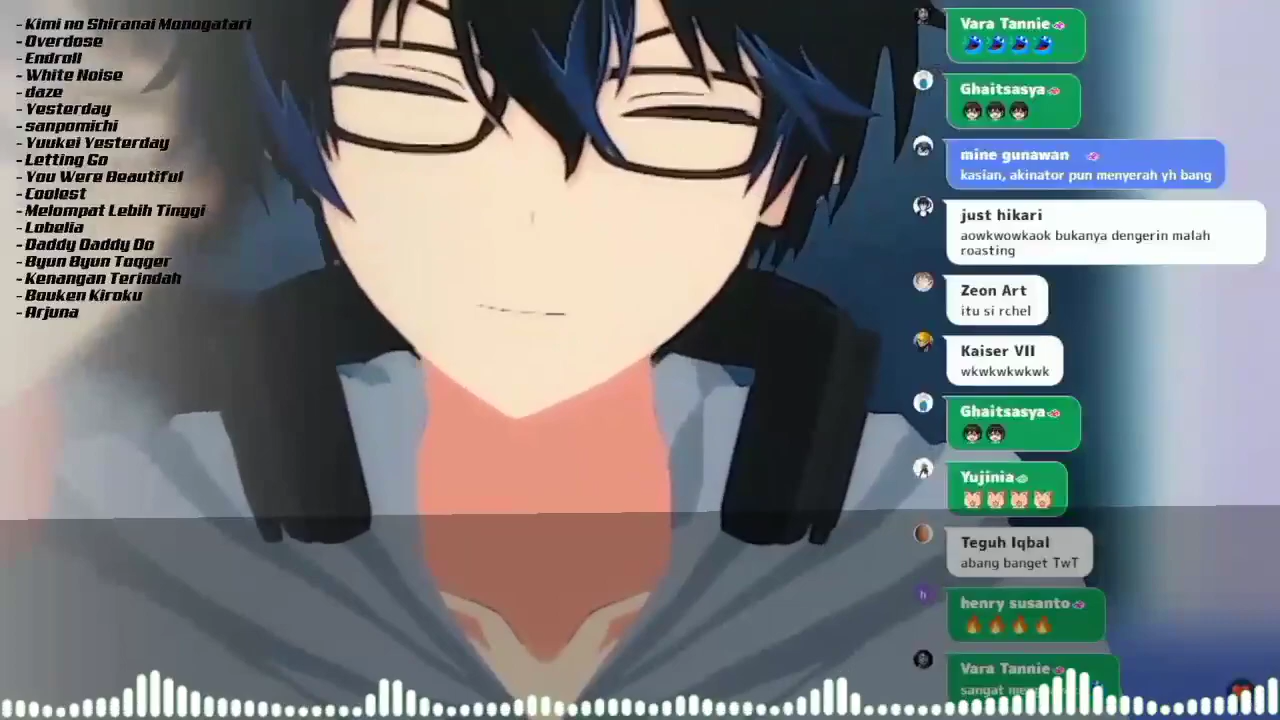 - Kimi no Shiranai Monogatari
- Overdose
- Endroll
- White Noise
- daze
- Yesterday
- sanpomichi
- Yuukei Yesterday
- Letting Go
- You Were Beautiful
- Coolest
- Melompat Lebih Tinggi
- Lobelia
- Daddy Daddy Do
- Byun Byun Toqger
- Kenangan Terindah
- Bouken Kiroku
- Arjuna
Vara Tannie
Ghaitsasya
mine gunawan
kasian, akinator pun menyerah yh bang
just hikari
aowkwowkaok bukanya dengerin malah
roasting
Zeon Art
itu si rchel
Kaiser VII
wkwkwkwkwk
Ghaitsasya
Yujinia
Teguh Iqbal
abang banget TwT
h
henry susanto
Vara Tannie
sangat